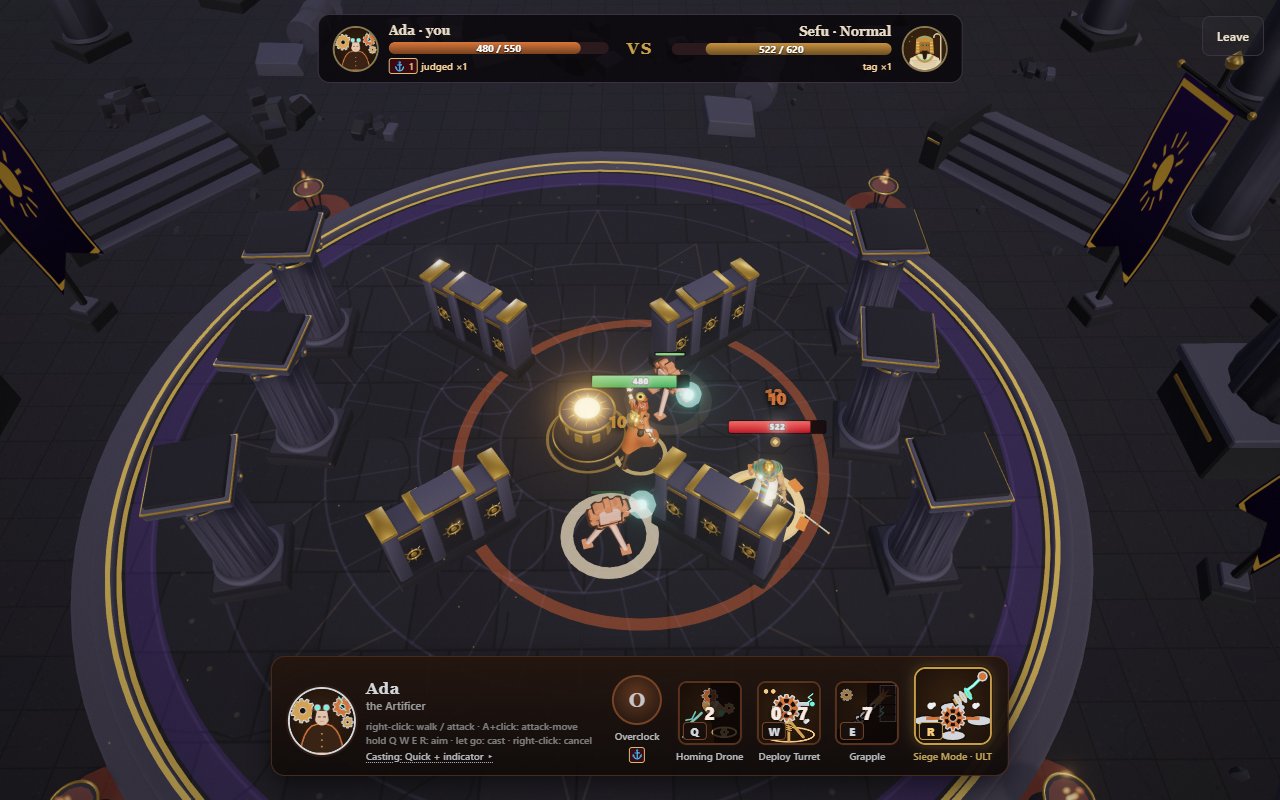 Ada · you
480 / 550
⚓ 1 judged ×1
VS
Sefu · Normal
522 / 620
tag ×1
Leave
480
10
10
522
Ada
the Artificer
right-click: walk / attack · A+click: attack-move
hold Q W E R: aim · let go: cast · right-click: cancel
Casting: Quick + indicator
O
Overclock
2
Q
Homing Drone
0.7
W
Deploy Turret
7
E
Grapple
R
Siege Mode · ULT